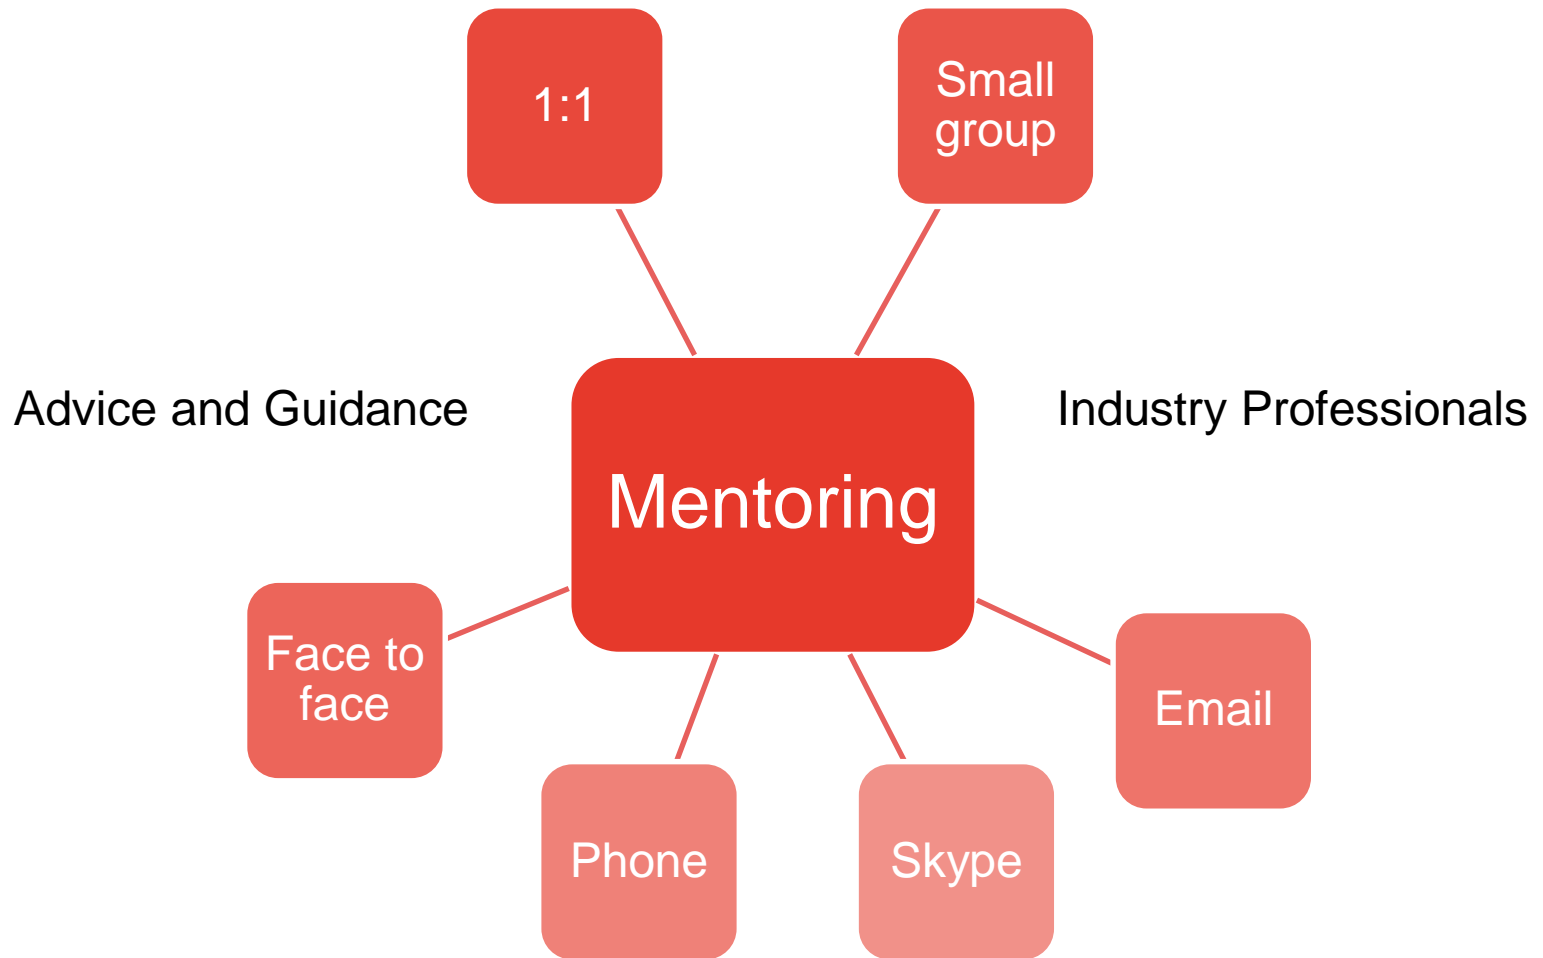 1:1
Small
group
Advice and Guidance
Industry Professionals
Mentoring
Face to
face
Email
Phone
Skype